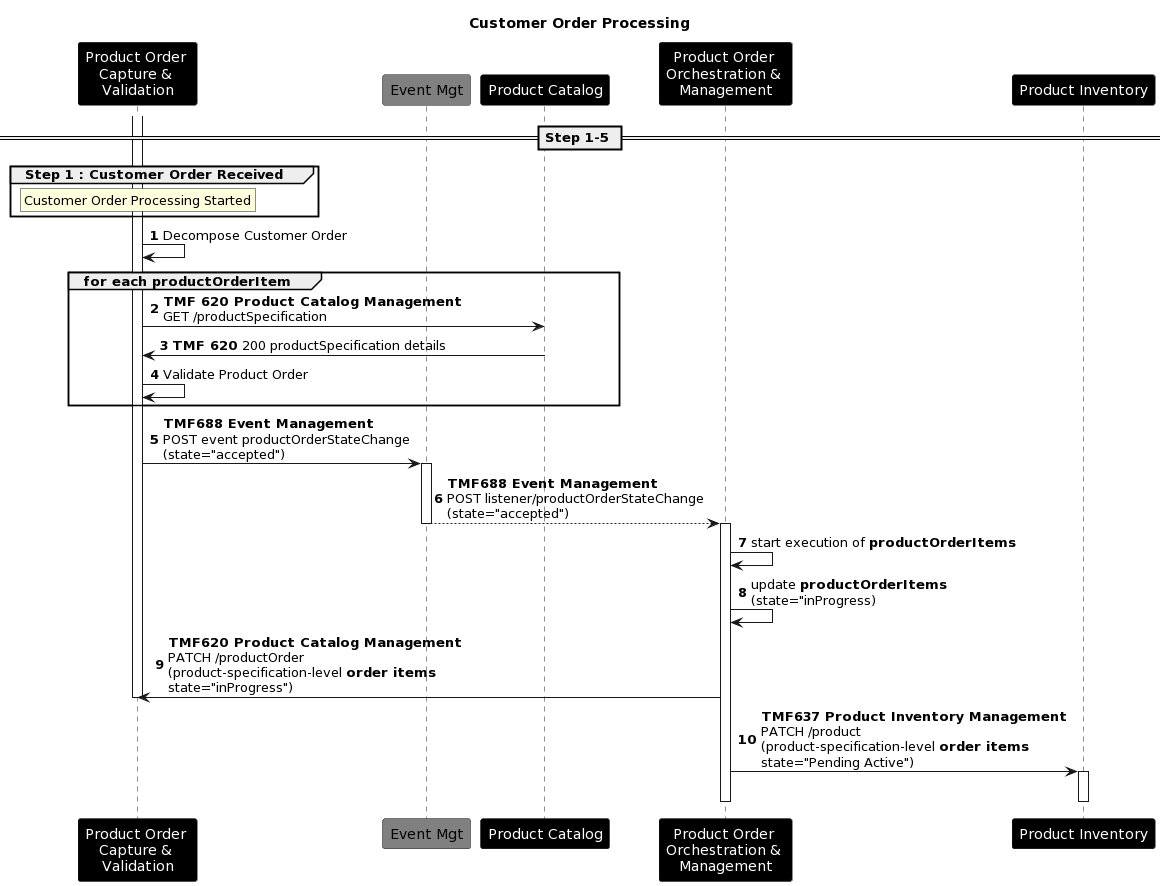 Customer Order Processing
Product Order
Capture &
Validation
Event Mgt
Product Catalog
Product Order
Orchestration &
Management
Product Inventory
Step 1-5
Step 1 : Customer Order Received
Customer Order Processing Started
1 Decompose Customer Order
for each productOrderItem
2 TMF 620 Product Catalog Management
GET /productSpecification
3 TMF 620 200 productSpecification details
4 Validate Product Order
TMF688 Event Management
5 POST event productOrderStateChange
(state="accepted")
TMF688 Event Management
6 POST listener/productOrderStateChange
(state="accepted")
7 start execution of productOrderItems
8 update productOrderItems
(state="inProgress)
TMF620 Product Catalog Management
9 PATCH /productOrder
(product-specification-level order items
state="inProgress")
TMF637 Product Inventory Management
10 PATCH /product
(product-specification-level order items
state="Pending Active")
Product Order
Capture &
Validation
Event Mgt
Product Catalog
Product Order
Orchestration &
Management
Product Inventory